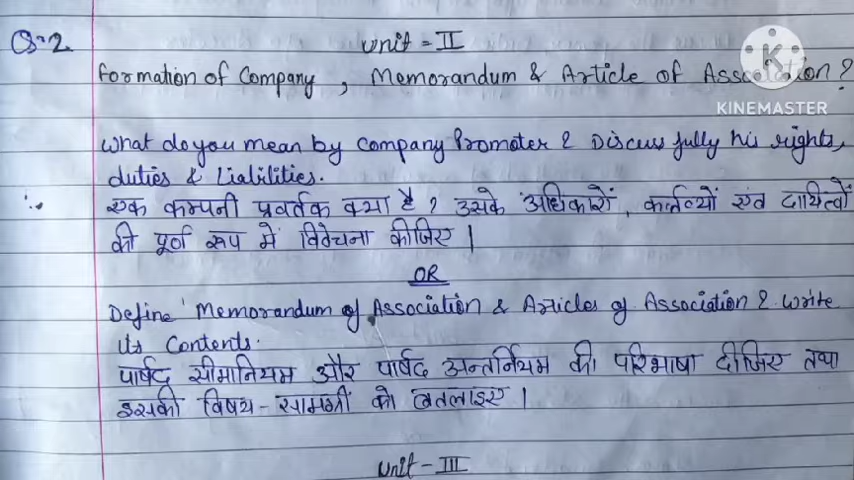 Q=2.
Unit = II
Formation of Company, Memorandum & Article of Association?
K
KINEMASTER
What do you mean by Company Promoter? Discuss fully his rights,
duties & Liabilities.
एक कम्पनी प्रवर्तक क्या है? उसके अधिकारों, कर्तव्यों एंव दायित्वों
की पूर्ण रूप में विवेचना कीजिए।
OR
Define Memorandum of Association & Articles of Association? Write
its Contents.
पार्षद सीमानियम और पार्षद अन्तर्नियम की परिभाषा दीजिए तथा
इसकी विषय-सामग्री को बतलाइए।
Unit - III